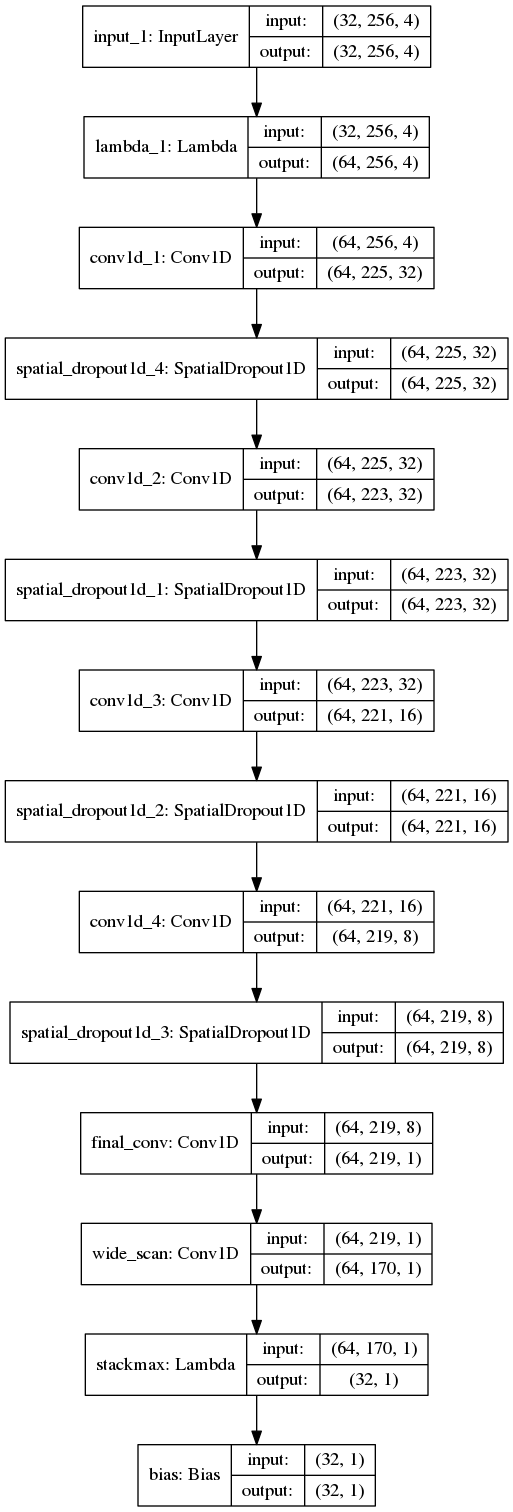 input_1: InputLayer
input: (32, 256, 4)
output: (32, 256, 4)
lambda_1: Lambda
input: (32, 256, 4)
output: (64, 256, 4)
conv1d_1: Conv1D
input: (64, 256, 4)
output: (64, 225, 32)
spatial_dropout1d_4: SpatialDropout1D
input: (64, 225, 32)
output: (64, 225, 32)
conv1d_2: Conv1D
input: (64, 225, 32)
output: (64, 223, 32)
spatial_dropout1d_1: SpatialDropout1D
input: (64, 223, 32)
output: (64, 223, 32)
conv1d_3: Conv1D
input: (64, 223, 32)
output: (64, 221, 16)
spatial_dropout1d_2: SpatialDropout1D
input: (64, 221, 16)
output: (64, 221, 16)
conv1d_4: Conv1D
input: (64, 221, 16)
output: (64, 219, 8)
spatial_dropout1d_3: SpatialDropout1D
input: (64, 219, 8)
output: (64, 219, 8)
final_conv: Conv1D
input: (64, 219, 8)
output: (64, 219, 1)
wide_scan: Conv1D
input: (64, 219, 1)
output: (64, 170, 1)
stackmax: Lambda
input: (64, 170, 1)
output: (32, 1)
bias: Bias
input: (32, 1)
output: (32, 1)